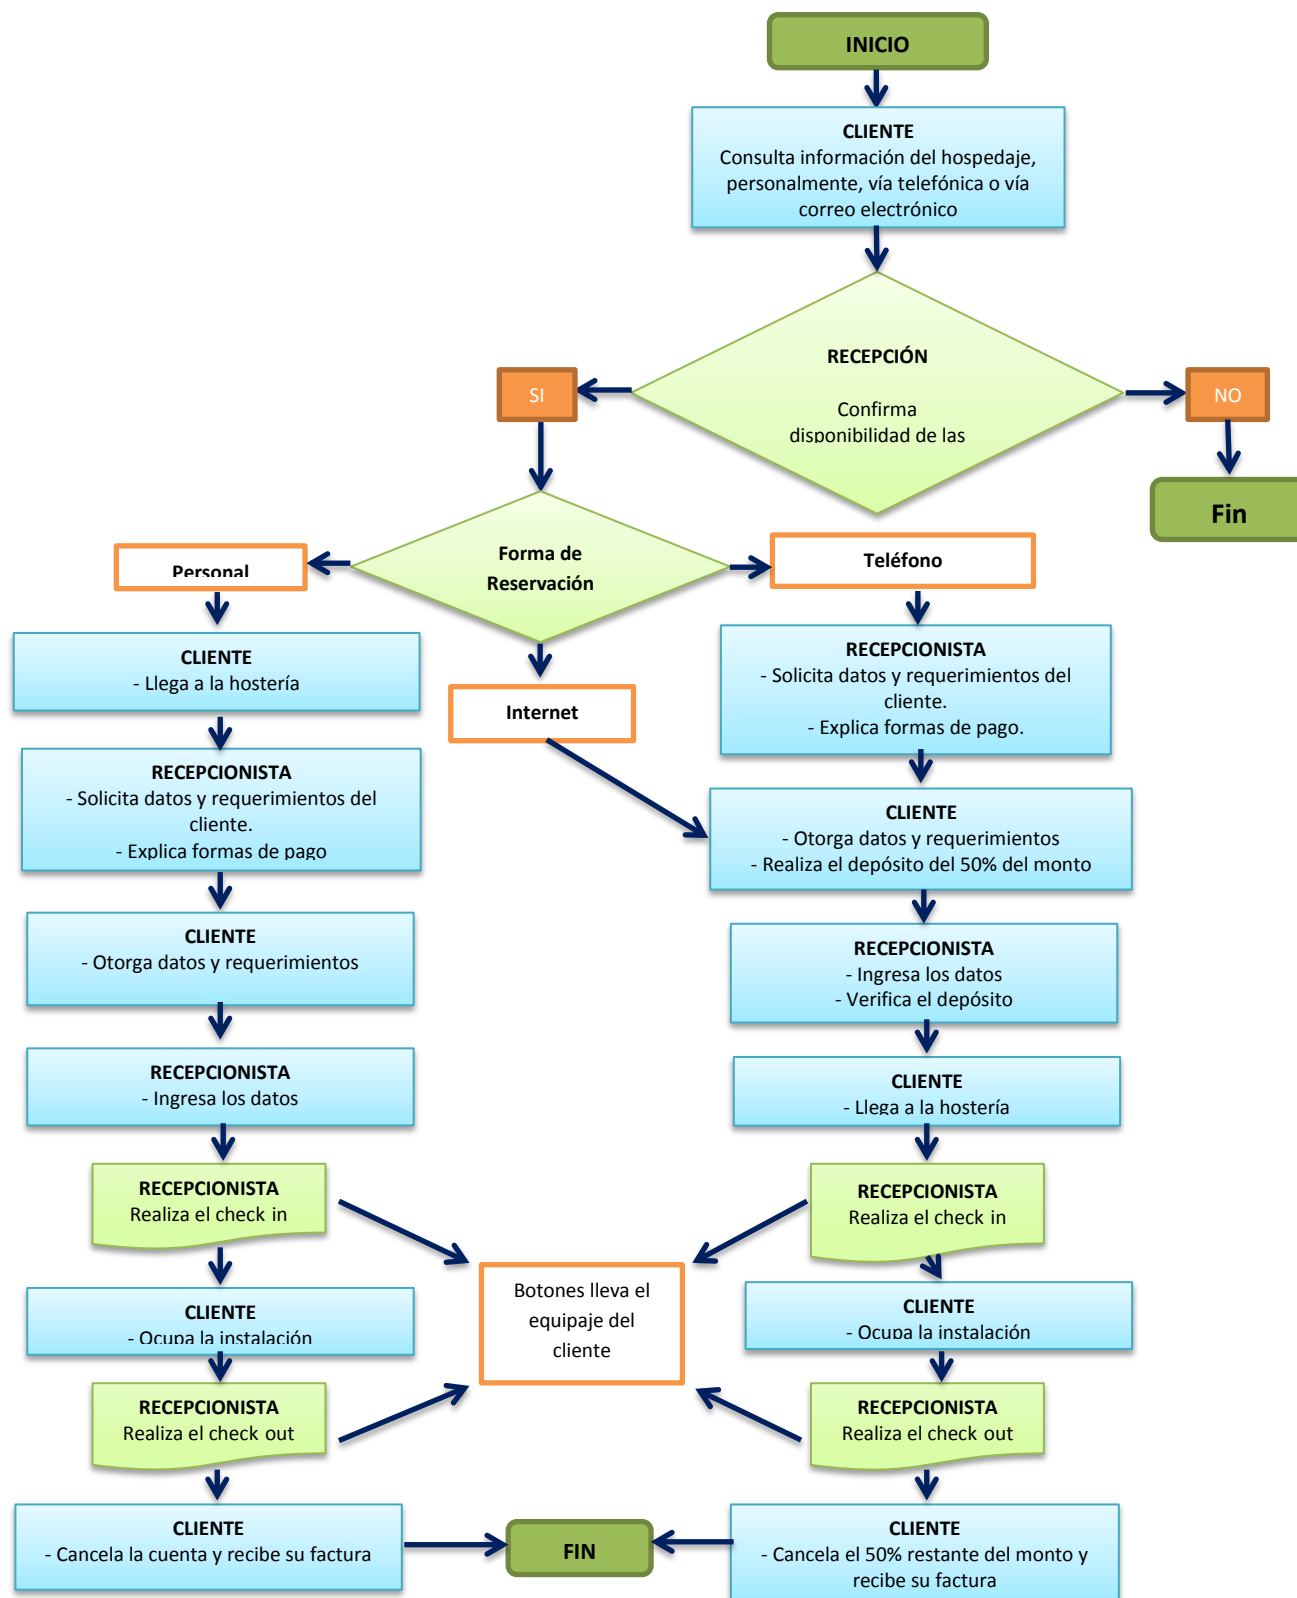 INICIO
CLIENTE
Consulta información del hospedaje,
personalmente, vía telefónica o vía
correo electrónico
RECEPCIÓN
Confirma
disponibilidad de las
SI
NO
Fin
Forma de
Reservación
Personal
Teléfono
Internet
CLIENTE
- Llega a la hostería
RECEPCIONISTA
- Solicita datos y requerimientos del
cliente.
- Explica formas de pago
CLIENTE
- Otorga datos y requerimientos
RECEPCIONISTA
- Ingresa los datos
RECEPCIONISTA
Realiza el check in
CLIENTE
- Ocupa la instalación
RECEPCIONISTA
Realiza el check out
CLIENTE
- Cancela la cuenta y recibe su factura
RECEPCIONISTA
- Solicita datos y requerimientos del
cliente.
- Explica formas de pago.
CLIENTE
- Otorga datos y requerimientos
- Realiza el depósito del 50% del monto
RECEPCIONISTA
- Ingresa los datos
- Verifica el depósito
CLIENTE
- Llega a la hostería
RECEPCIONISTA
Realiza el check in
CLIENTE
- Ocupa la instalación
RECEPCIONISTA
Realiza el check out
CLIENTE
- Cancela el 50% restante del monto y
recibe su factura
Botones lleva el
equipaje del
cliente
FIN